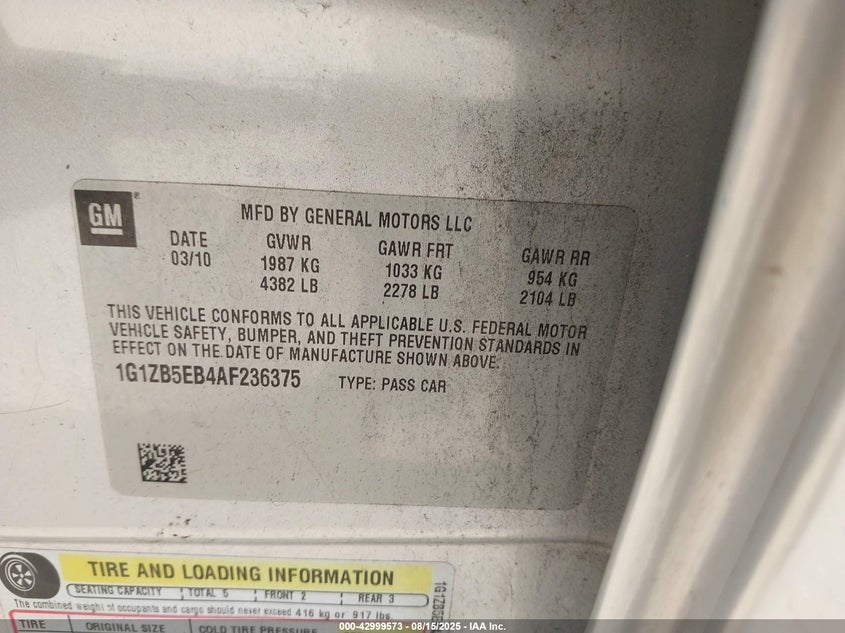 GM ®
MFD BY GENERAL MOTORS LLC
DATE GVWR GAWR FRT GAWR RR
03/10 1987 KG 1033 KG 954 KG
4382 LB 2278 LB 2104 LB
THIS VEHICLE CONFORMS TO ALL APPLICABLE U.S. FEDERAL MOTOR
VEHICLE SAFETY, BUMPER, AND THEFT PREVENTION STANDARDS IN
EFFECT ON THE DATE OF MANUFACTURE SHOWN ABOVE.
1G1ZB5EB4AF236375 TYPE: PASS CAR
TIRE AND LOADING INFORMATION
SEATING CAPACITY TOTAL 5 FRONT 2 REAR 3
The combined weight of occupants and cargo should never exceed 416 kg or 917 lbs.
TIRE ORIGINAL SIZE COLD TIRE
000-42999573 - 08/15/2025 - IAA Inc.